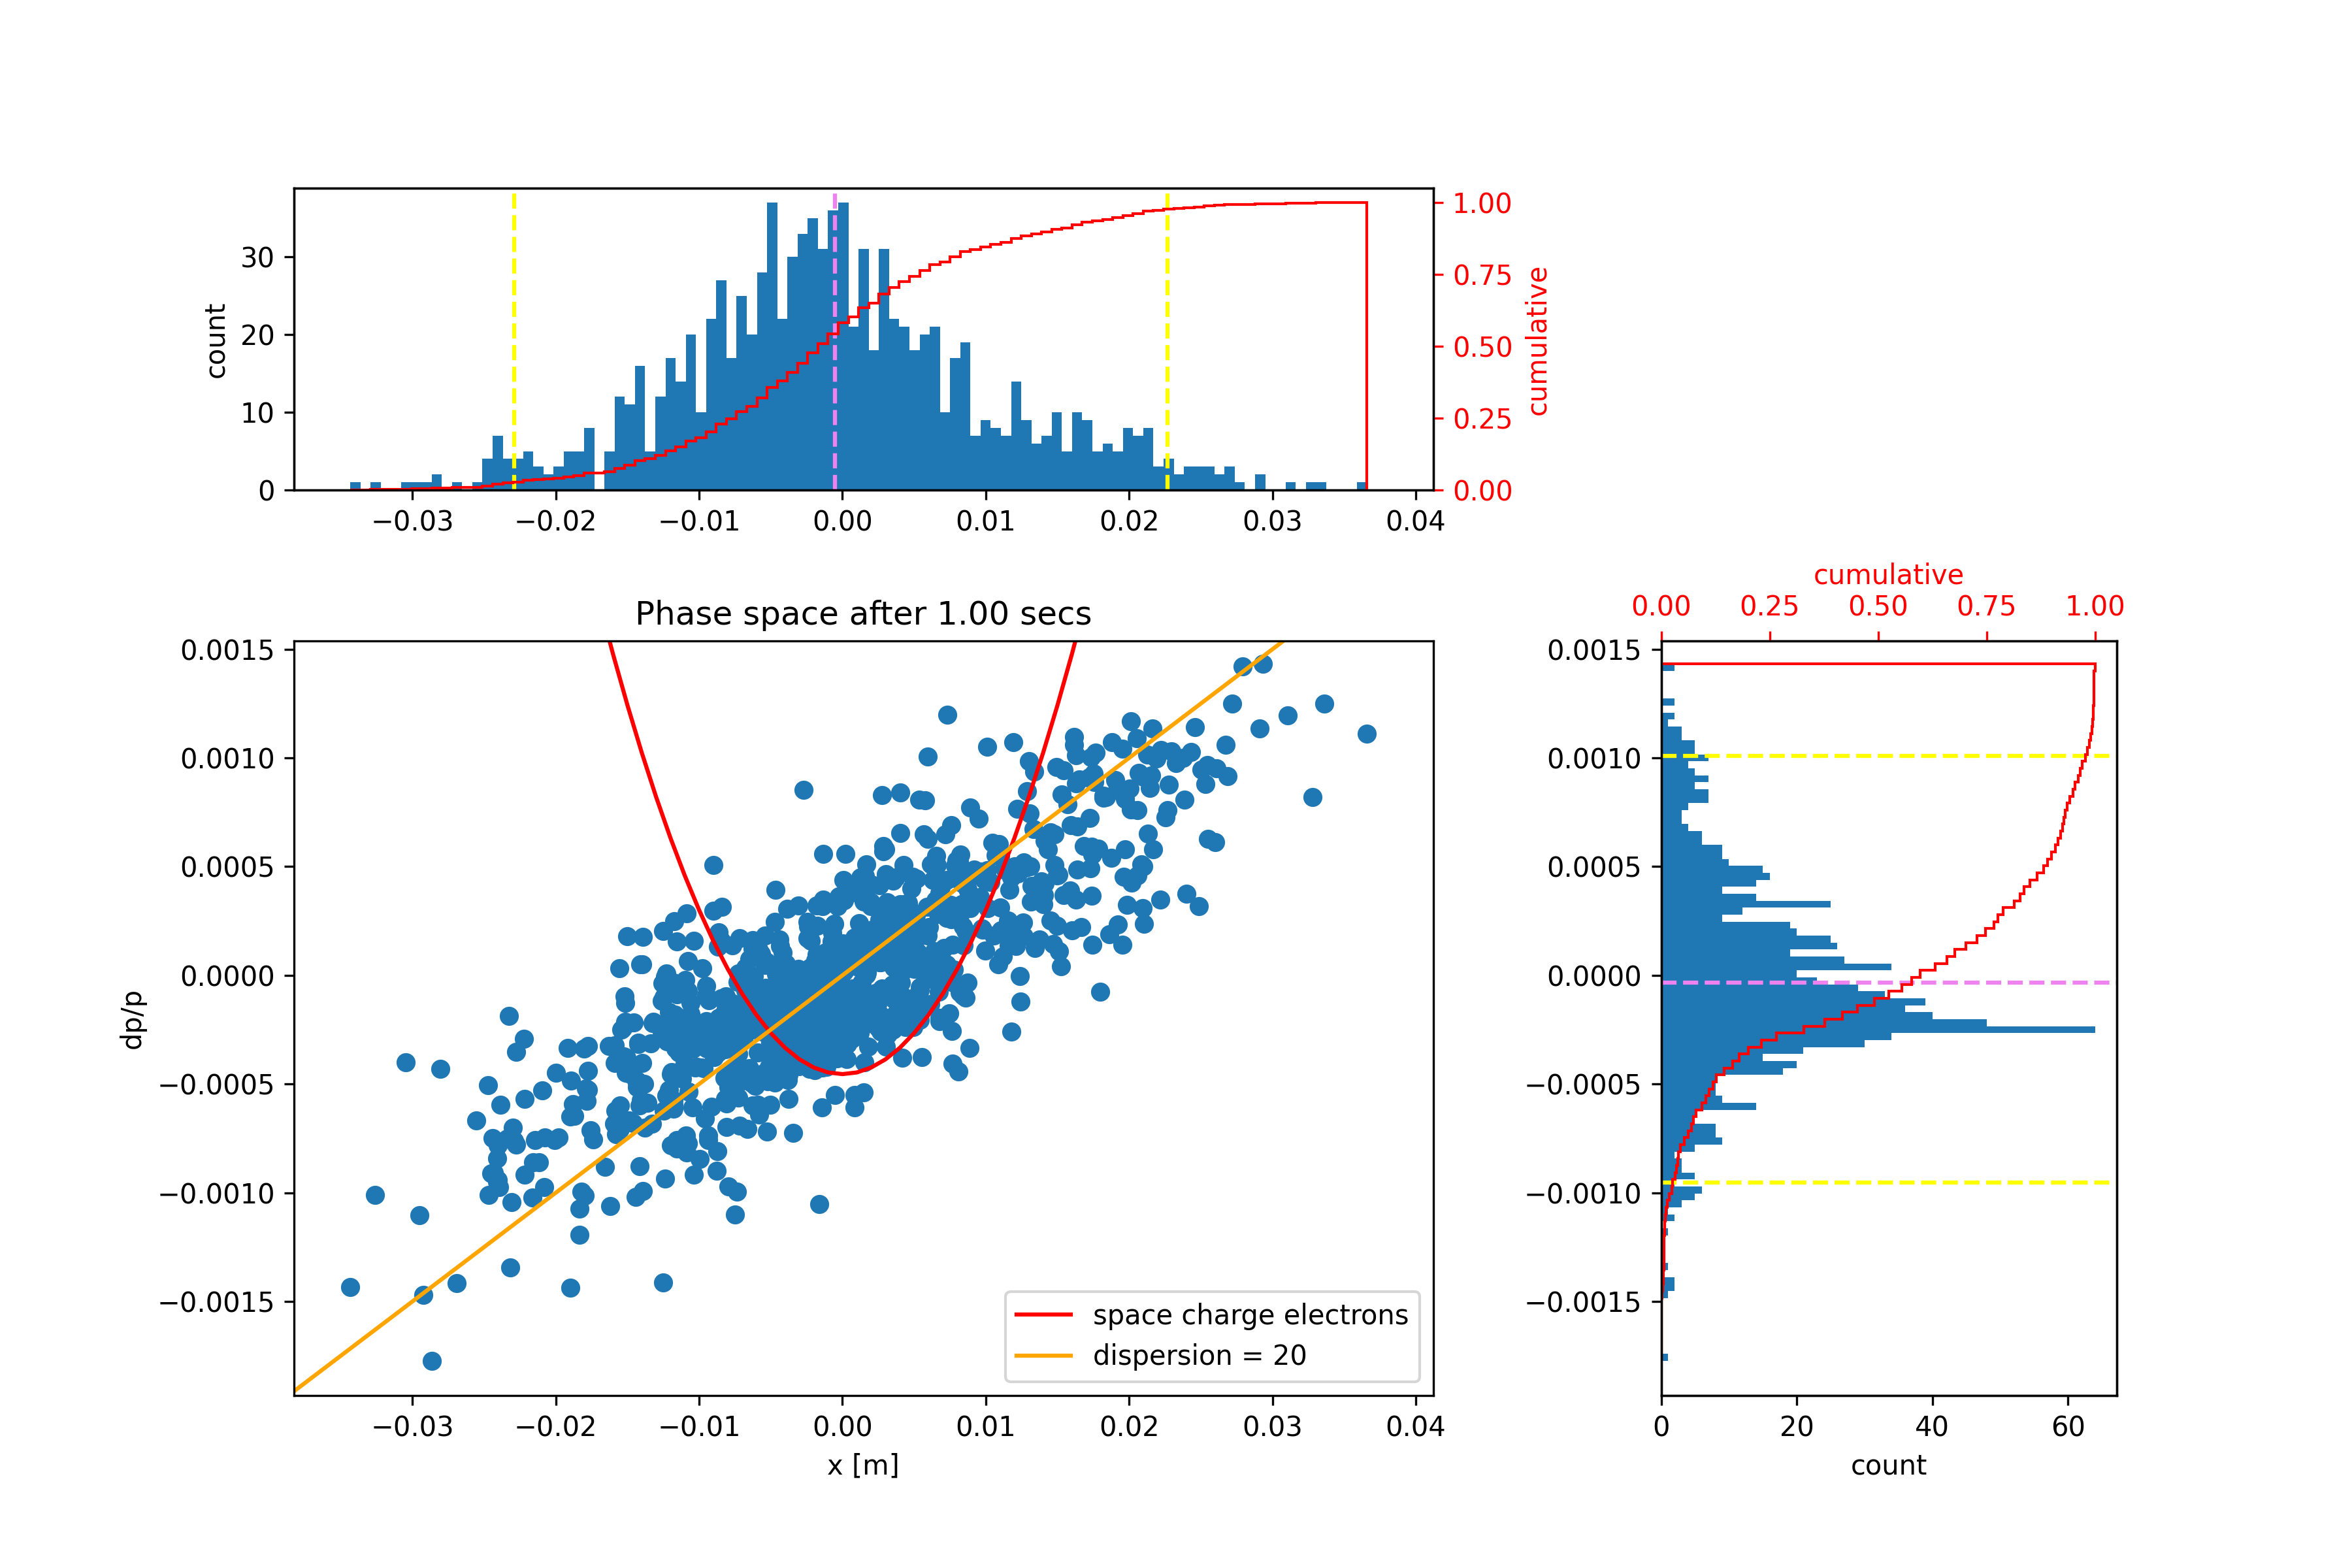 1.00
0.75
0.50
0.25
0.00
cumulative
30
20
10
0
count
−0.03 −0.02 −0.01 0.00 0.01 0.02 0.03 0.04
Phase space after 1.00 secs
0.0015
0.0010
0.0005
0.0000
−0.0005
−0.0010
−0.0015
dp/p
space charge electrons
dispersion = 20
−0.03 −0.02 −0.01 0.00 0.01 0.02 0.03 0.04
x [m]
cumulative
0.00 0.25 0.50 0.75 1.00
0.0015
0.0010
0.0005
0.0000
−0.0005
−0.0010
−0.0015
0 20 40 60
count